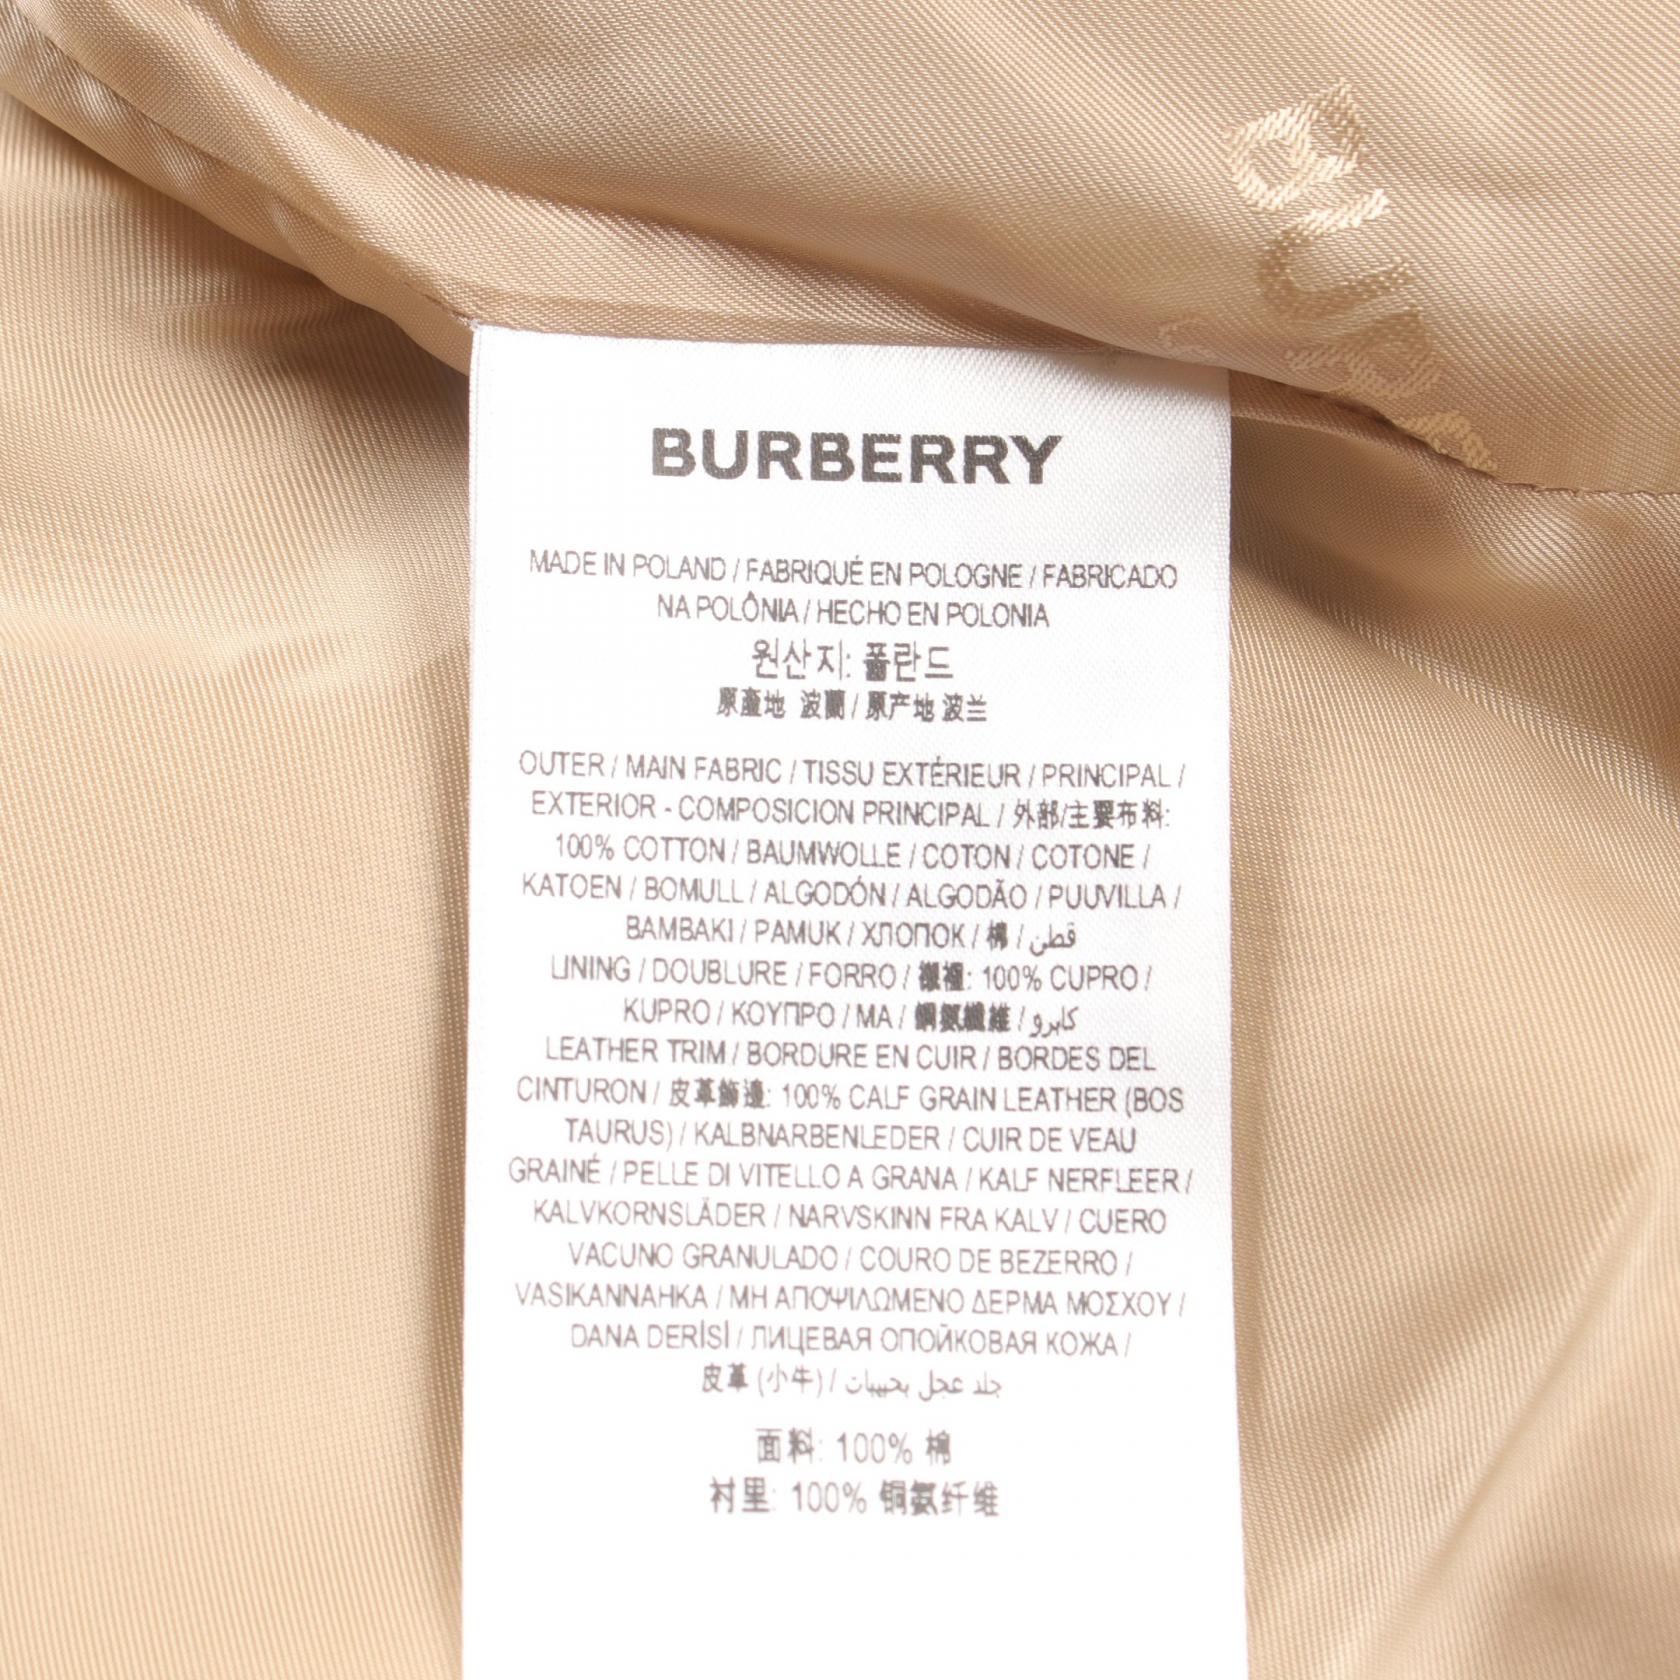 BURBERRY
MADE IN POLAND / FABRIQUÉ EN POLOGNE / FABRICADO
NA POLÔNIA / HECHO EN POLONIA
원산지: 폴란드
原產地 波蘭 / 原产地 波兰
OUTER / MAIN FABRIC / TISSU EXTÉRIEUR / PRINCIPAL /
EXTERIOR - COMPOSICION PRINCIPAL / 外部/主要布料:
100% COTTON / BAUMWOLLE / COTON / COTONE /
KATOEN / BOMULL / ALGODÓN / ALGODÃO / PUUVILLA /
BAMBAKI / PAMUK / ХЛОПОК / 棉 / قطن
LINING / DOUBLURE / FORRO / 100% CUPRO /
KUPRO / ΚΟΥΠΡΟ / MA / 銅氨纖維 / كابرو
LEATHER TRIM / BORDURE EN CUIR / BORDES DEL
CINTURON / 皮革飾邊: 100% CALF GRAIN LEATHER (BOS
TAURUS) / KALBNARBENLEDER / CUIR DE VEAU
GRAINÉ / PELLE DI VITELLO A GRANA / KALF NERFLEER /
KALVKORNSLÄDER / NARVSKINN FRA KALV / CUERO
VACUNO GRANULADO / COURO DE BEZERRO /
VASIKANNAHKA / ΜΗ ΑΠΟΨΙΛΩΜΕΝΟ ΔΕΡΜΑ ΜΟΣΧΟΥ /
DANA DERİSİ / ЛИЦЕВАЯ ОПОЙКОВАЯ КОЖА /
皮革 (小牛) / جلد عجل بحبيبات
面料: 100% 棉
衬里: 100% 铜氨纤维